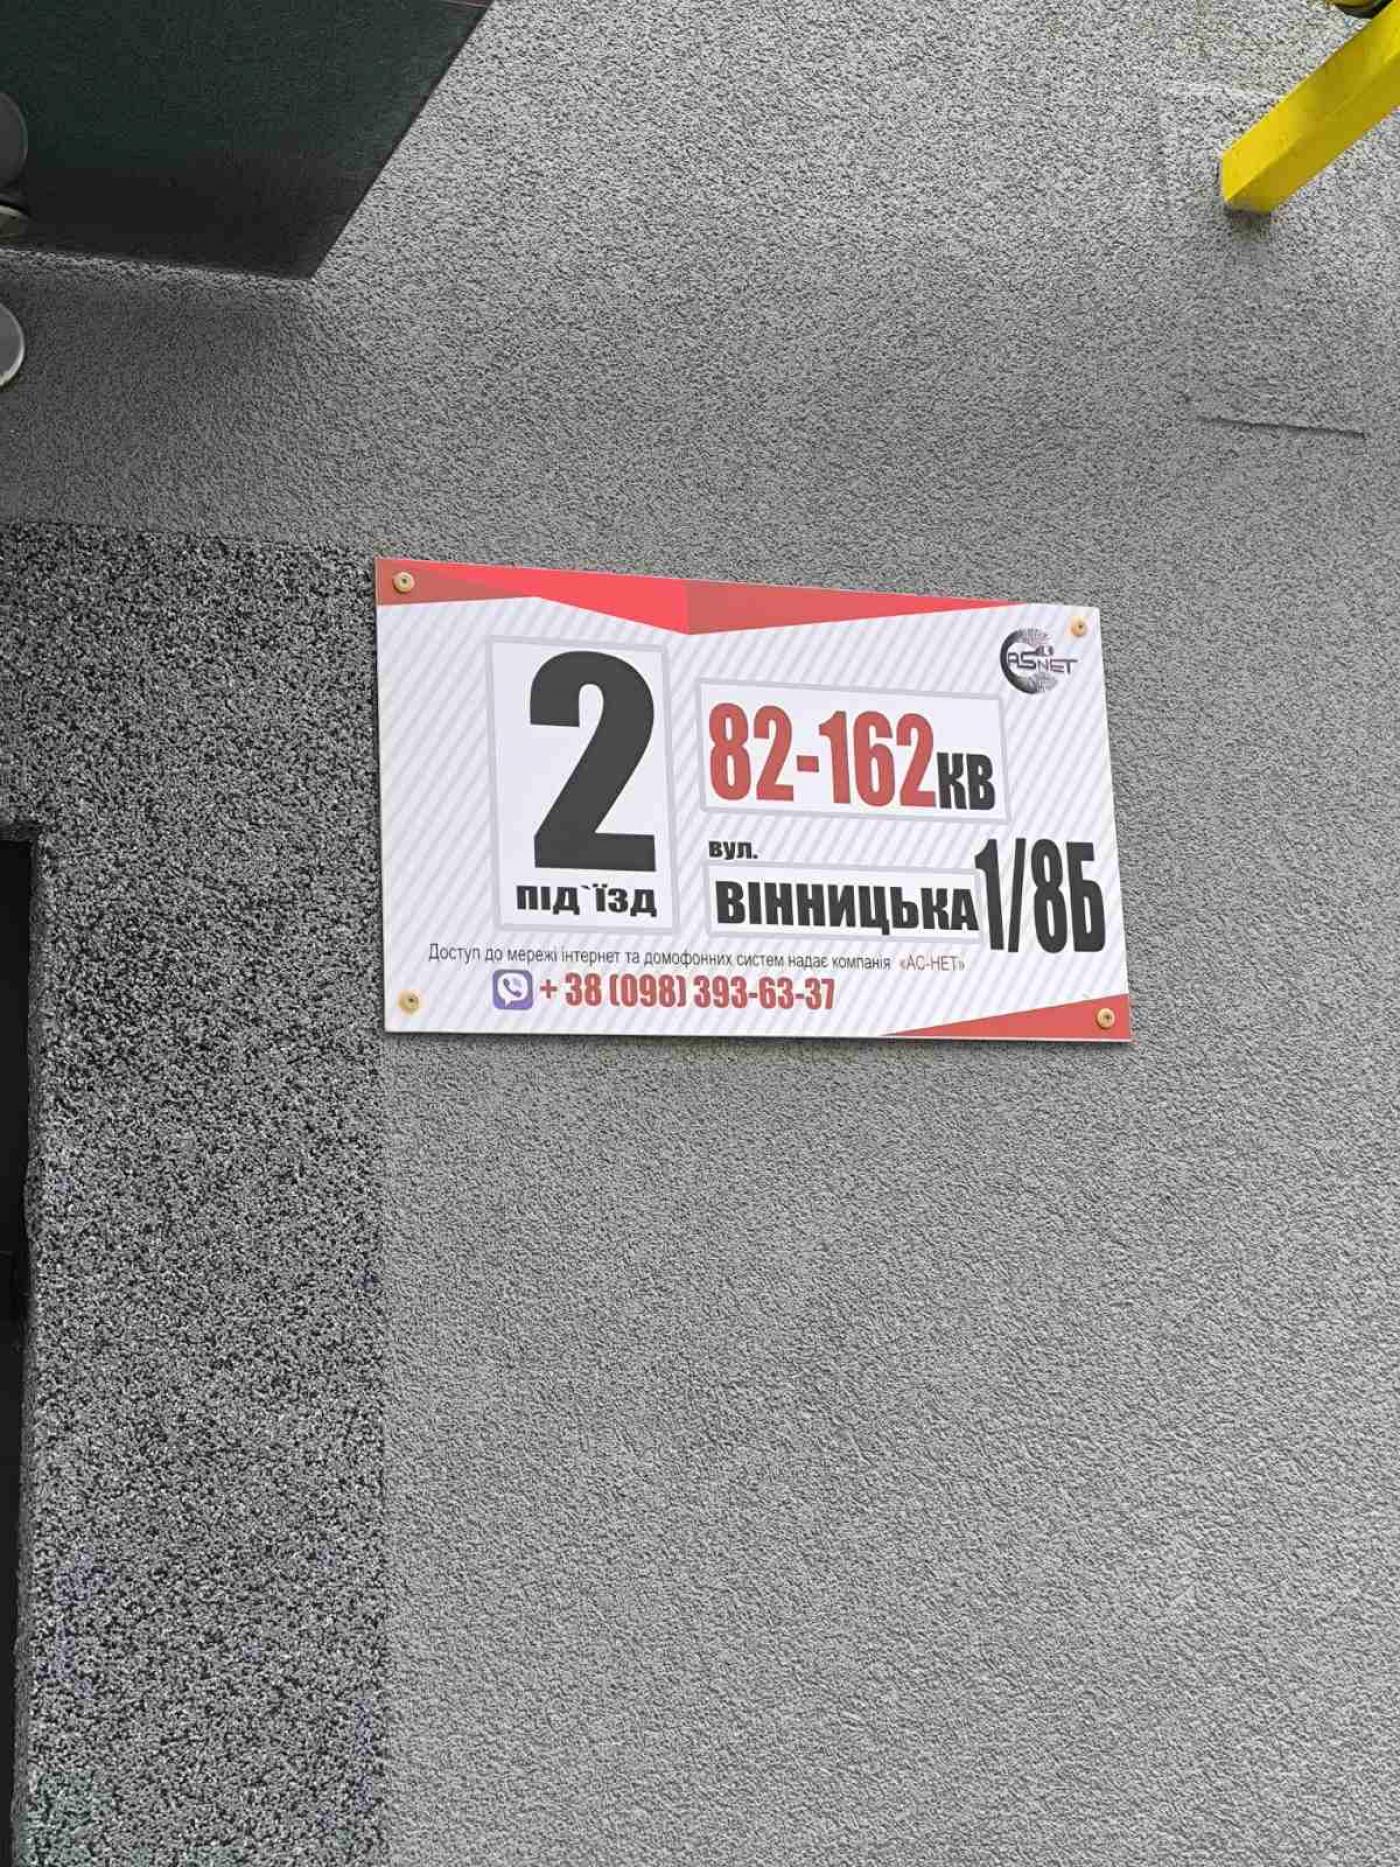 ASNET
2
під`їзд
82-162кв
вул.
ВІННИЦЬКА 1/8Б
Доступ до мережі інтернет та домофонних систем надає компанія «АС-НЕТ»
+ 38 (098) 393-63-37